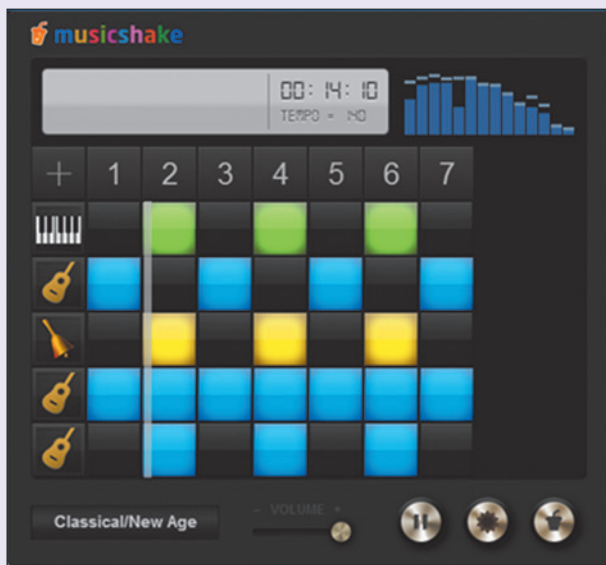 musicshake
00:14:10
TEMPO = 140
+ 1 2 3 4 5 6 7
Classical/New Age
- VOLUME +